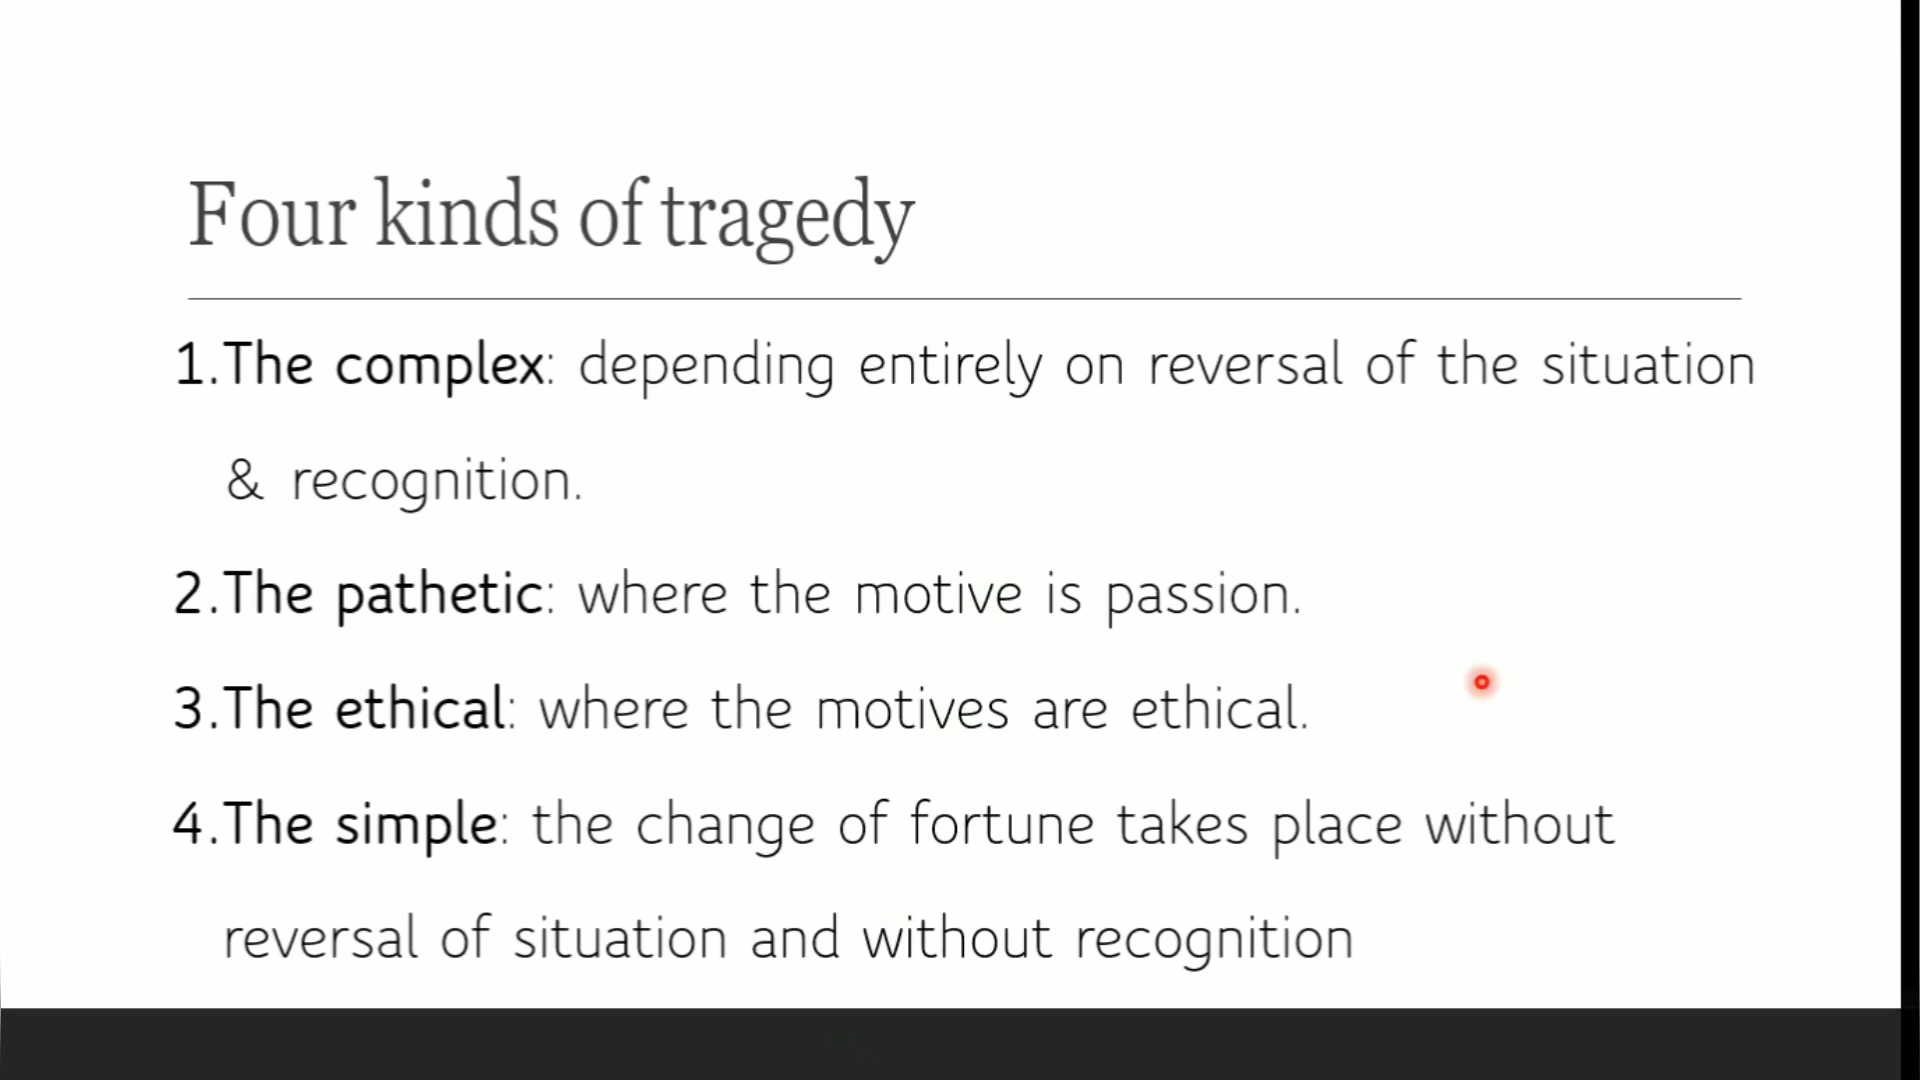 Four kinds of tragedy
1.The complex: depending entirely on reversal of the situation
& recognition.
2.The pathetic: where the motive is passion.
3.The ethical: where the motives are ethical.
4.The simple: the change of fortune takes place without
reversal of situation and without recognition